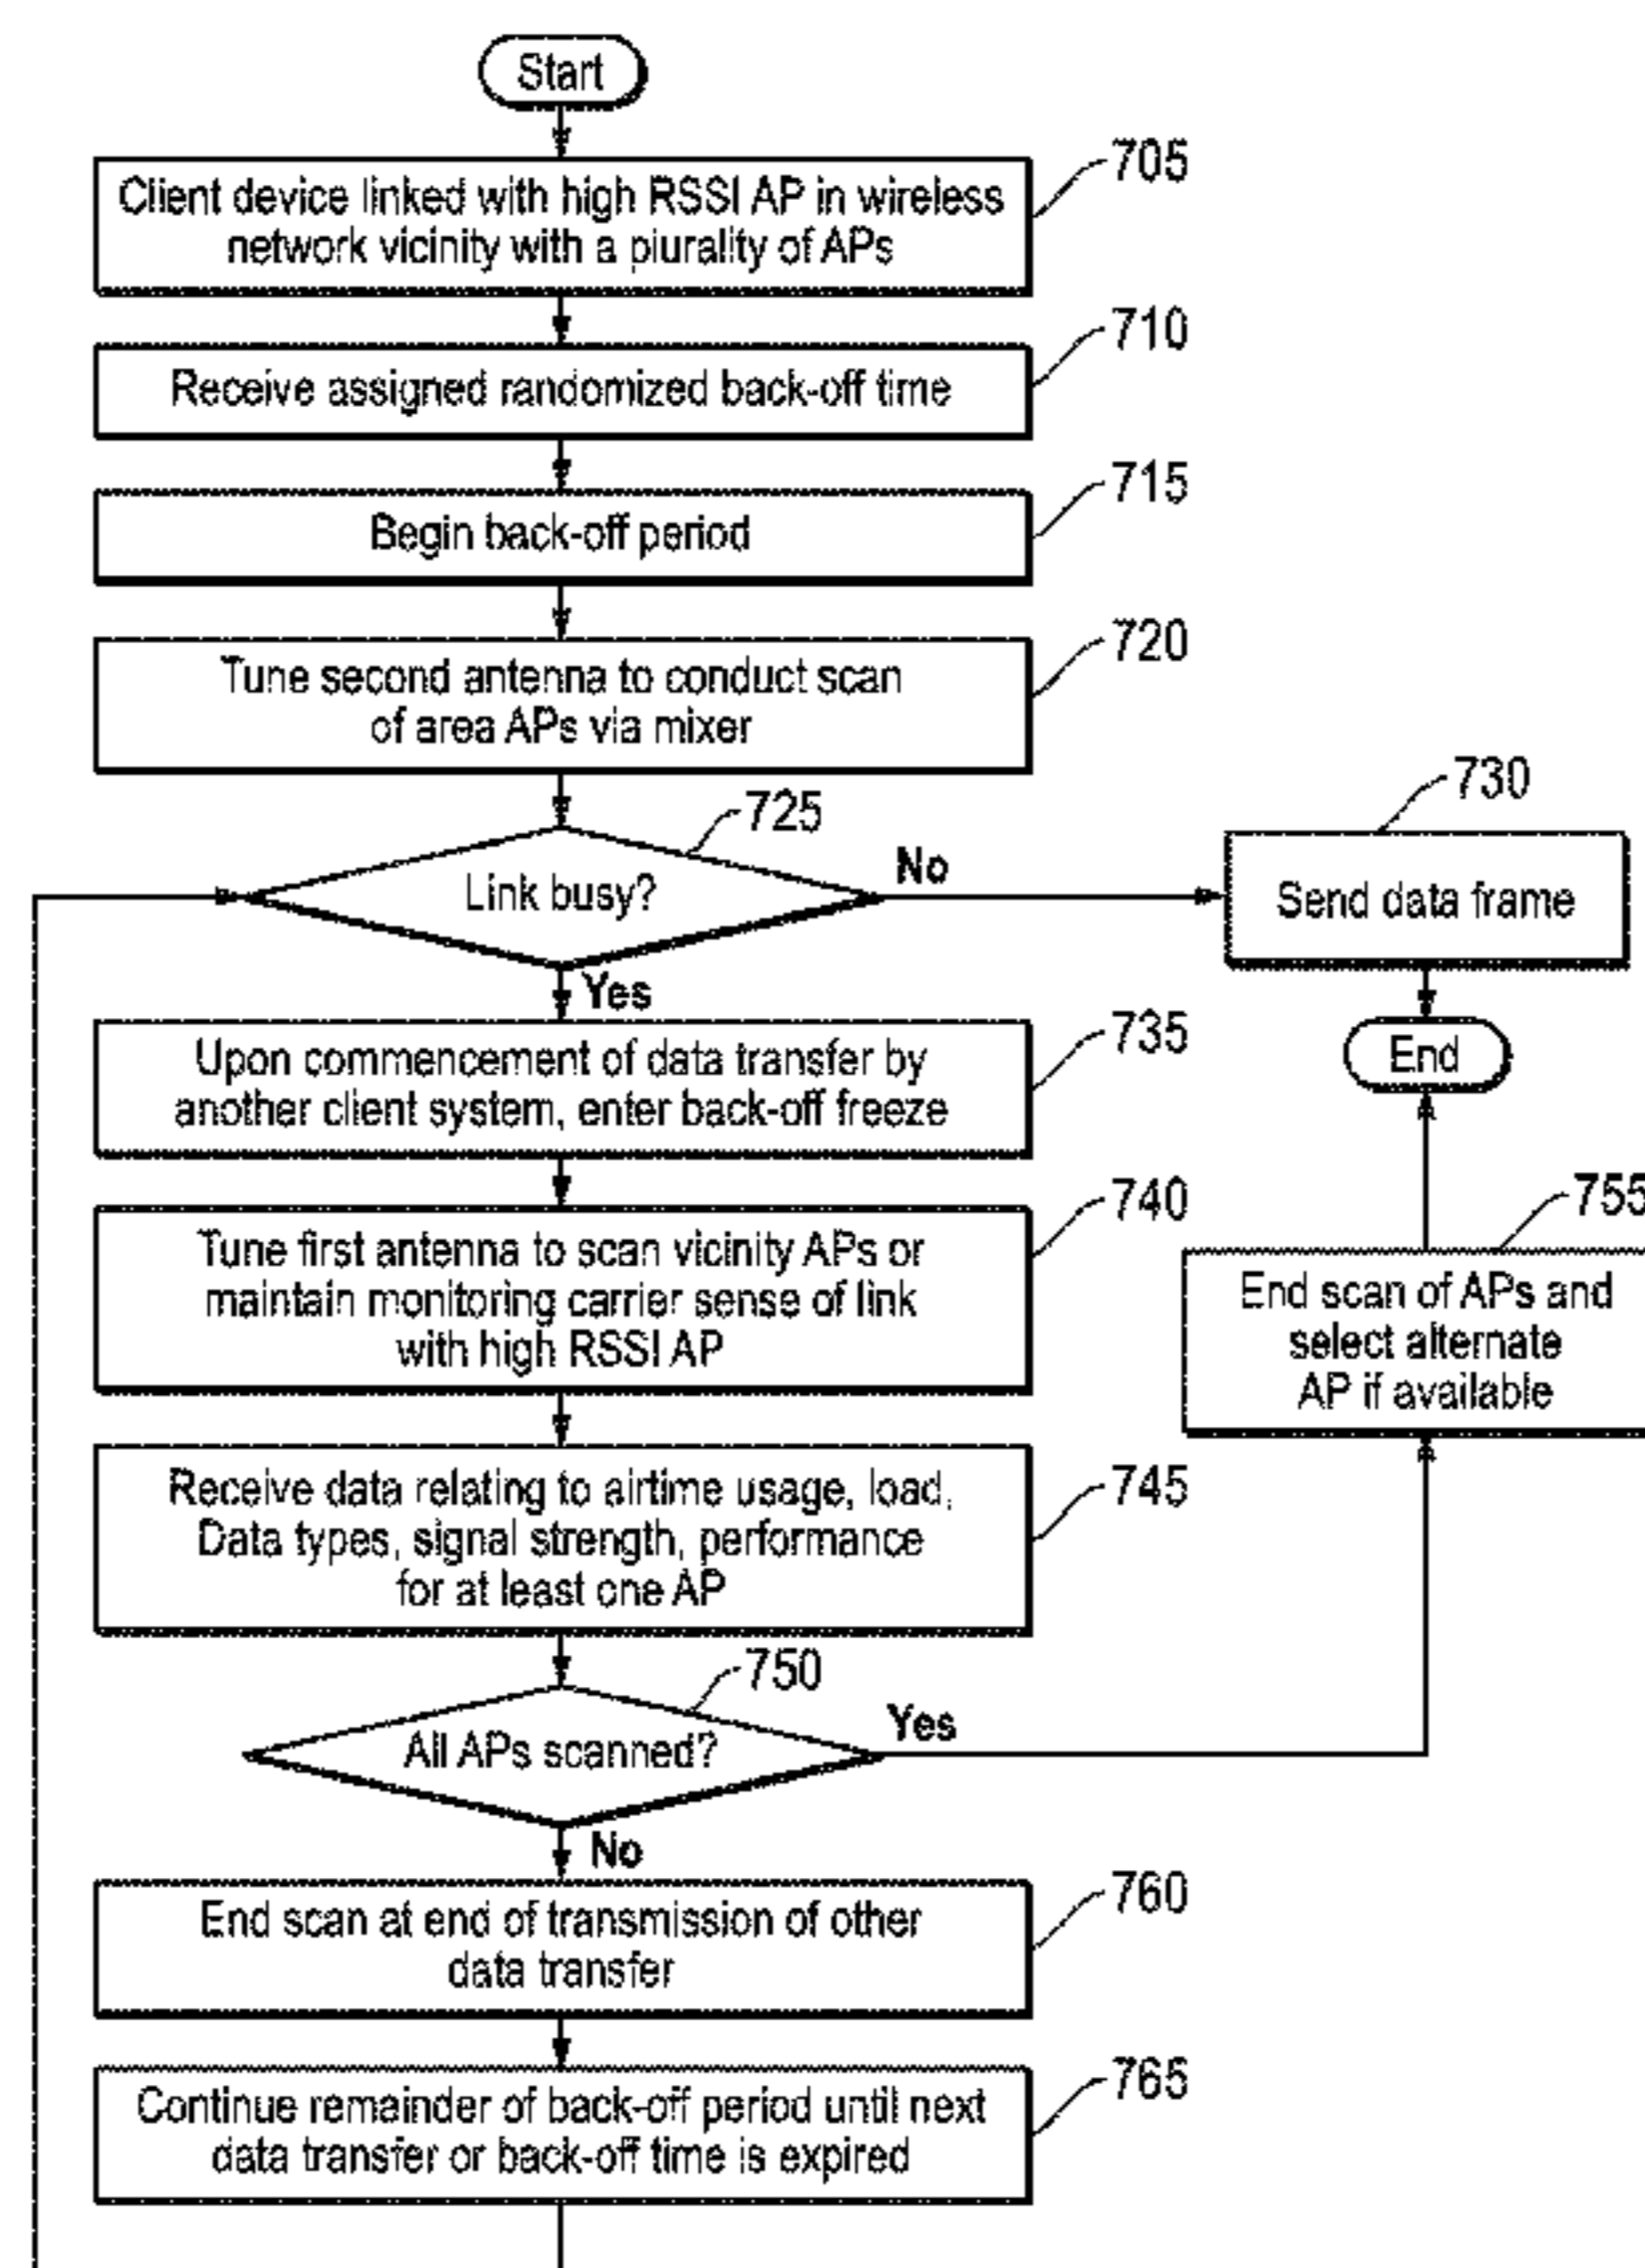 Start
705
Client device linked with high RSSI AP in wireless
network vicinity with a plurality of APs
710
Receive assigned randomized back-off time
715
Begin back-off period
720
Tune second antenna to conduct scan
of area APs via mixer
725
Link busy?
No
730
Send data frame
End
Yes
735
Upon commencement of data transfer by
another client system, enter back-off freeze
740
Tune first antenna to scan vicinity APs or
maintain monitoring carrier sense of link
with high RSSI AP
755
End scan of APs and
select alternate
AP if available
745
Receive data relating to airtime usage, load,
Data types, signal strength, performance
for at least one AP
750
All APs scanned?
Yes
No
760
End scan at end of transmission of other
data transfer
765
Continue remainder of back-off period until next
data transfer or back-off time is expired